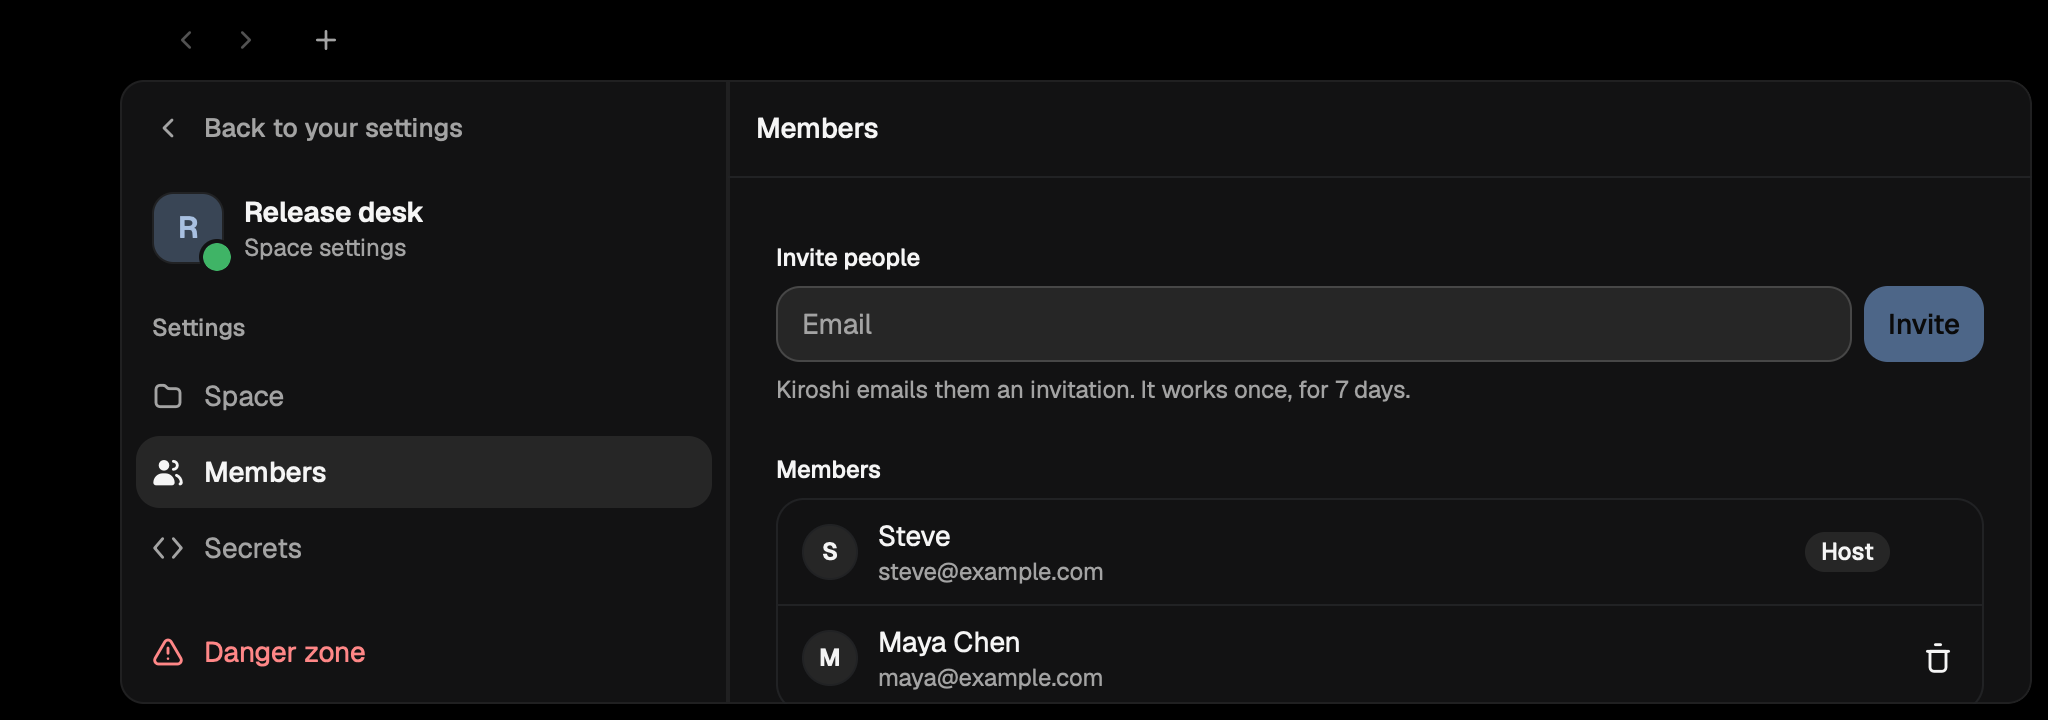 Back to your settings
R
Release desk
Space settings
Settings
Space
Members
Secrets
Danger zone
Members
Invite people
Email
Invite
Kiroshi emails them an invitation. It works once, for 7 days.
Members
S
Steve
steve@example.com
Host
M
Maya Chen
maya@example.com